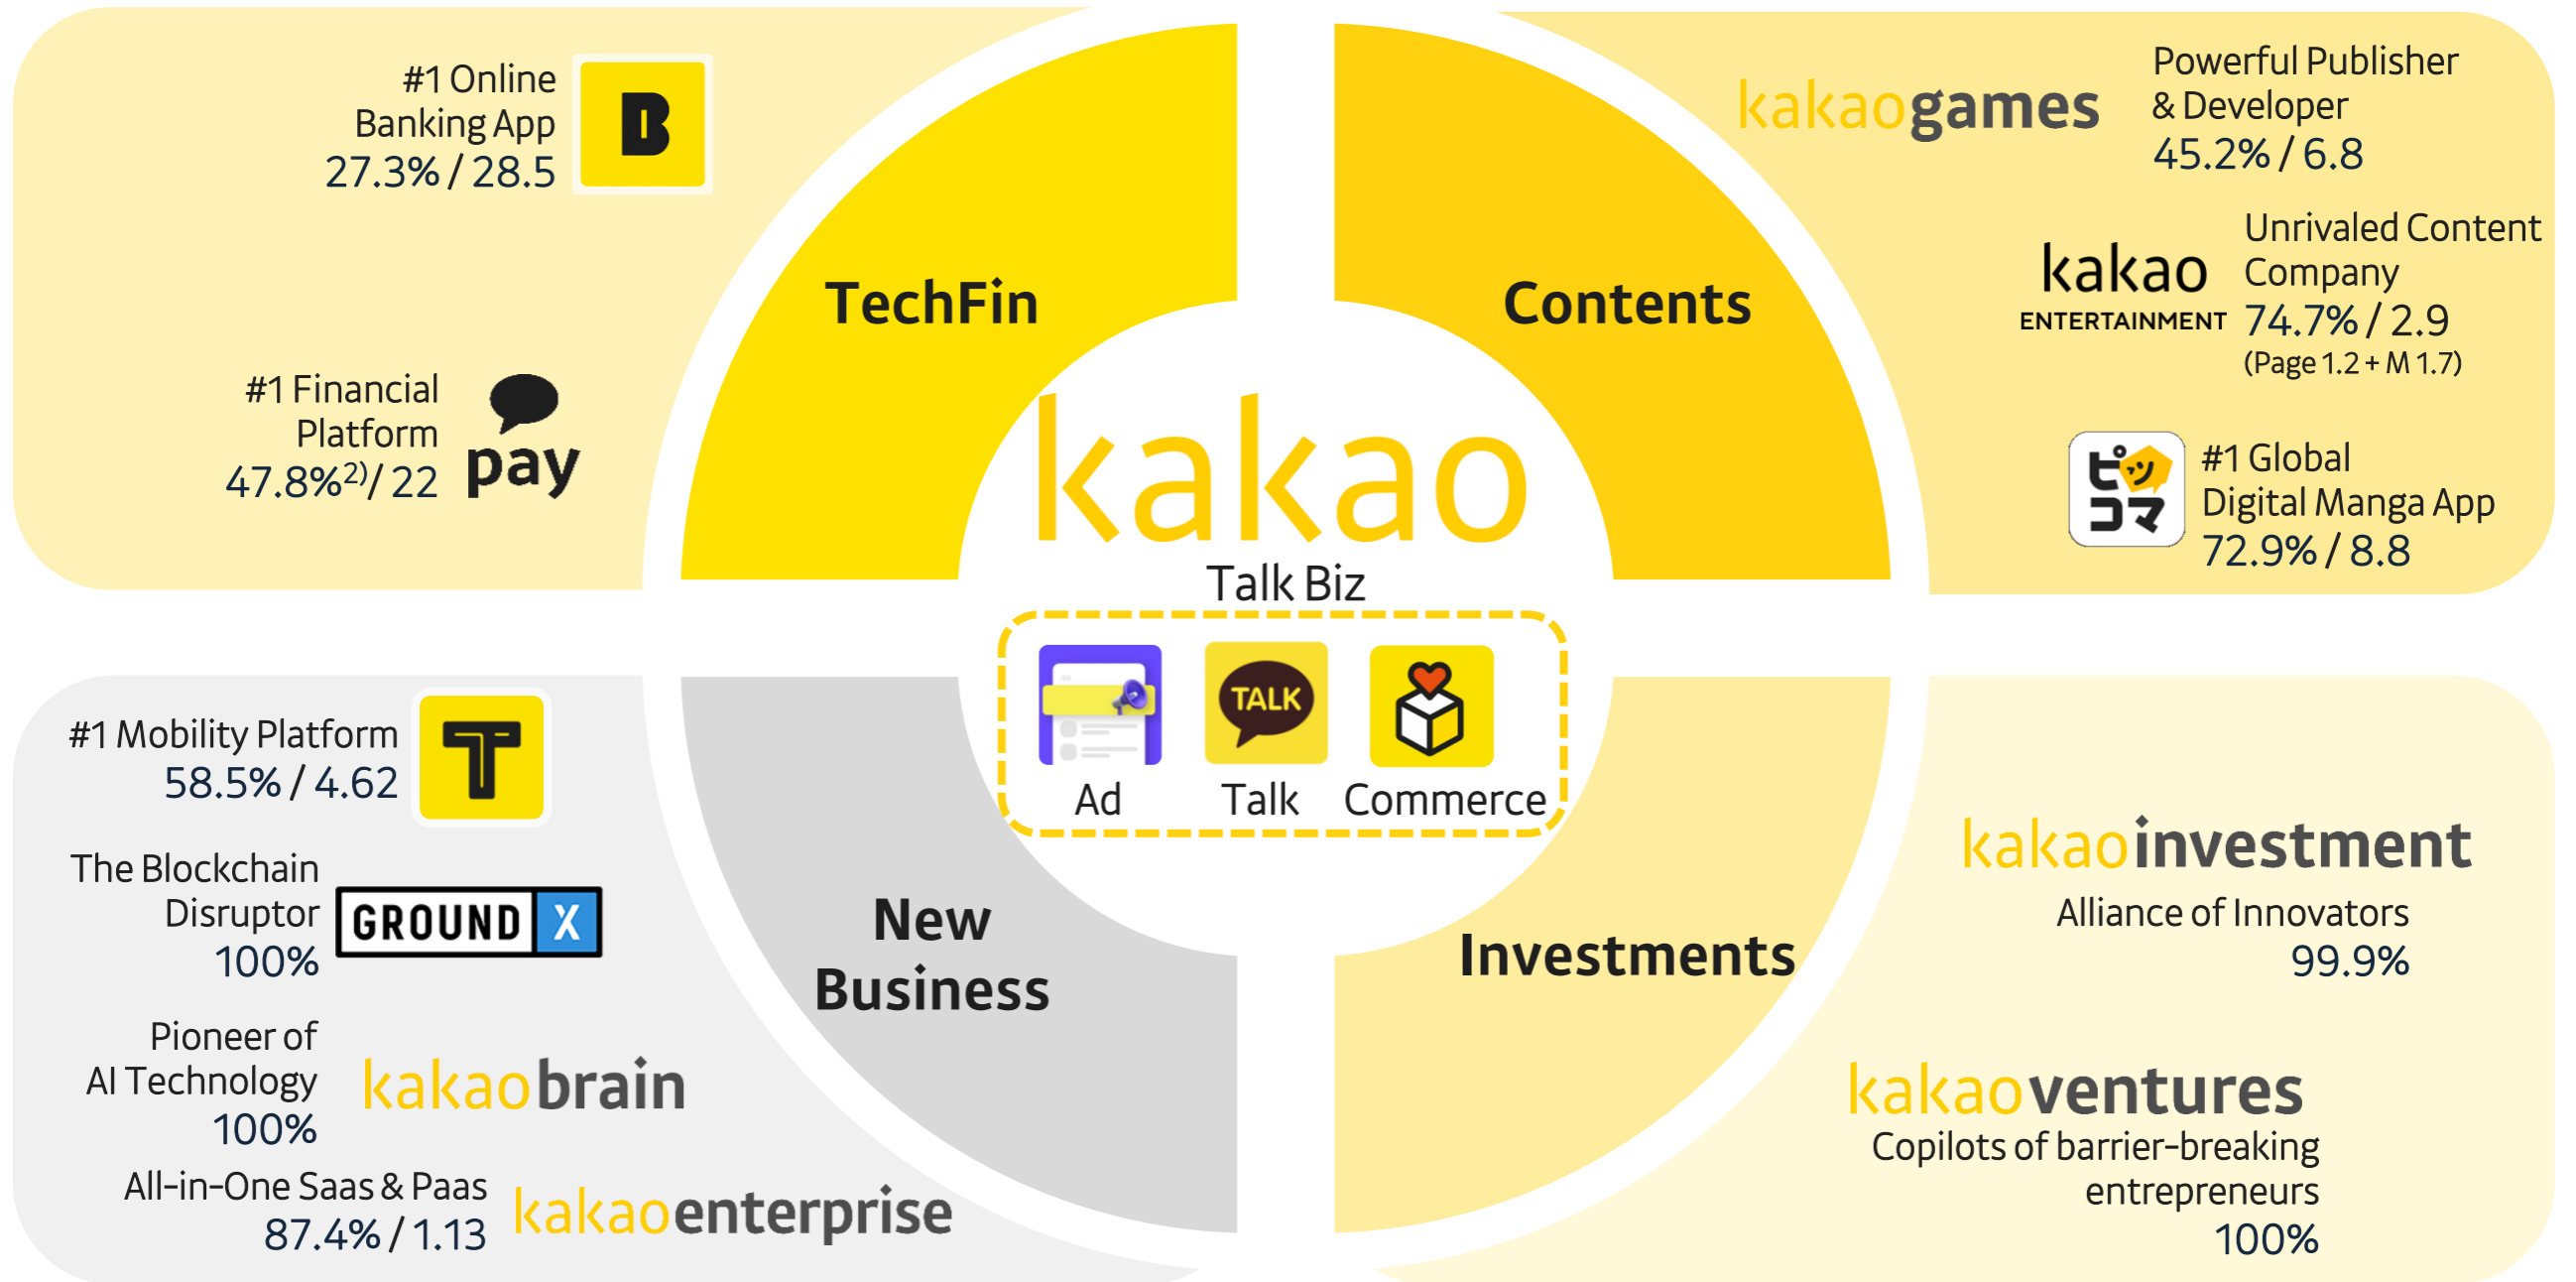 #1 Online
Banking App
27.3% / 28.5
B
#1 Financial
Platform
47.8%2)/ 22
pay
TechFin
Contents
kakaogames
Powerful Publisher
& Developer
45.2% / 6.8
kakao
ENTERTAINMENT
Unrivaled Content
Company
74.7% / 2.9
(Page 1.2 + M 1.7)
ピッ
コマ
#1 Global
Digital Manga App
72.9% / 8.8
kakao
Talk Biz
TALK
Ad
Talk
Commerce
#1 Mobility Platform
58.5% / 4.62
T
The Blockchain
Disruptor
100%
GROUND X
Pioneer of
AI Technology
100%
kakaobrain
All-in-One Saas & Paas
87.4% / 1.13
kakaoenterprise
New
Business
Investments
kakaoinvestment
Alliance of Innovators
99.9%
kakaoventures
Copilots of barrier-breaking
entrepreneurs
100%